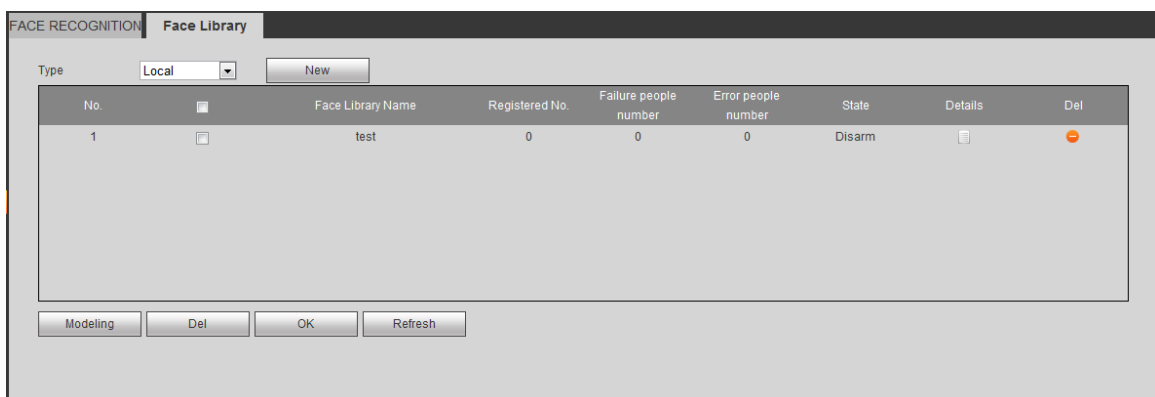 FACE RECOGNITION Face Library
Type Local New
No. Face Library Name Registered No. Failure people number Error people number State Details Del
1 test 0 0 0 Disarm
Modeling Del OK Refresh